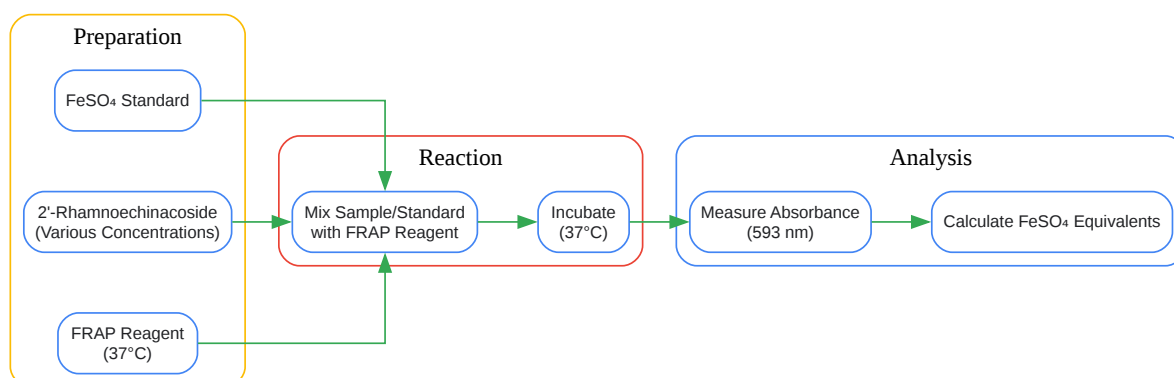 Preparation
FeSO₄ Standard
2'-Rhamnoechinacoside
(Various Concentrations)
FRAP Reagent
(37°C)
Reaction
Mix Sample/Standard
with FRAP Reagent
Incubate
(37°C)
Analysis
Measure Absorbance
(593 nm)
Calculate FeSO₄ Equivalents